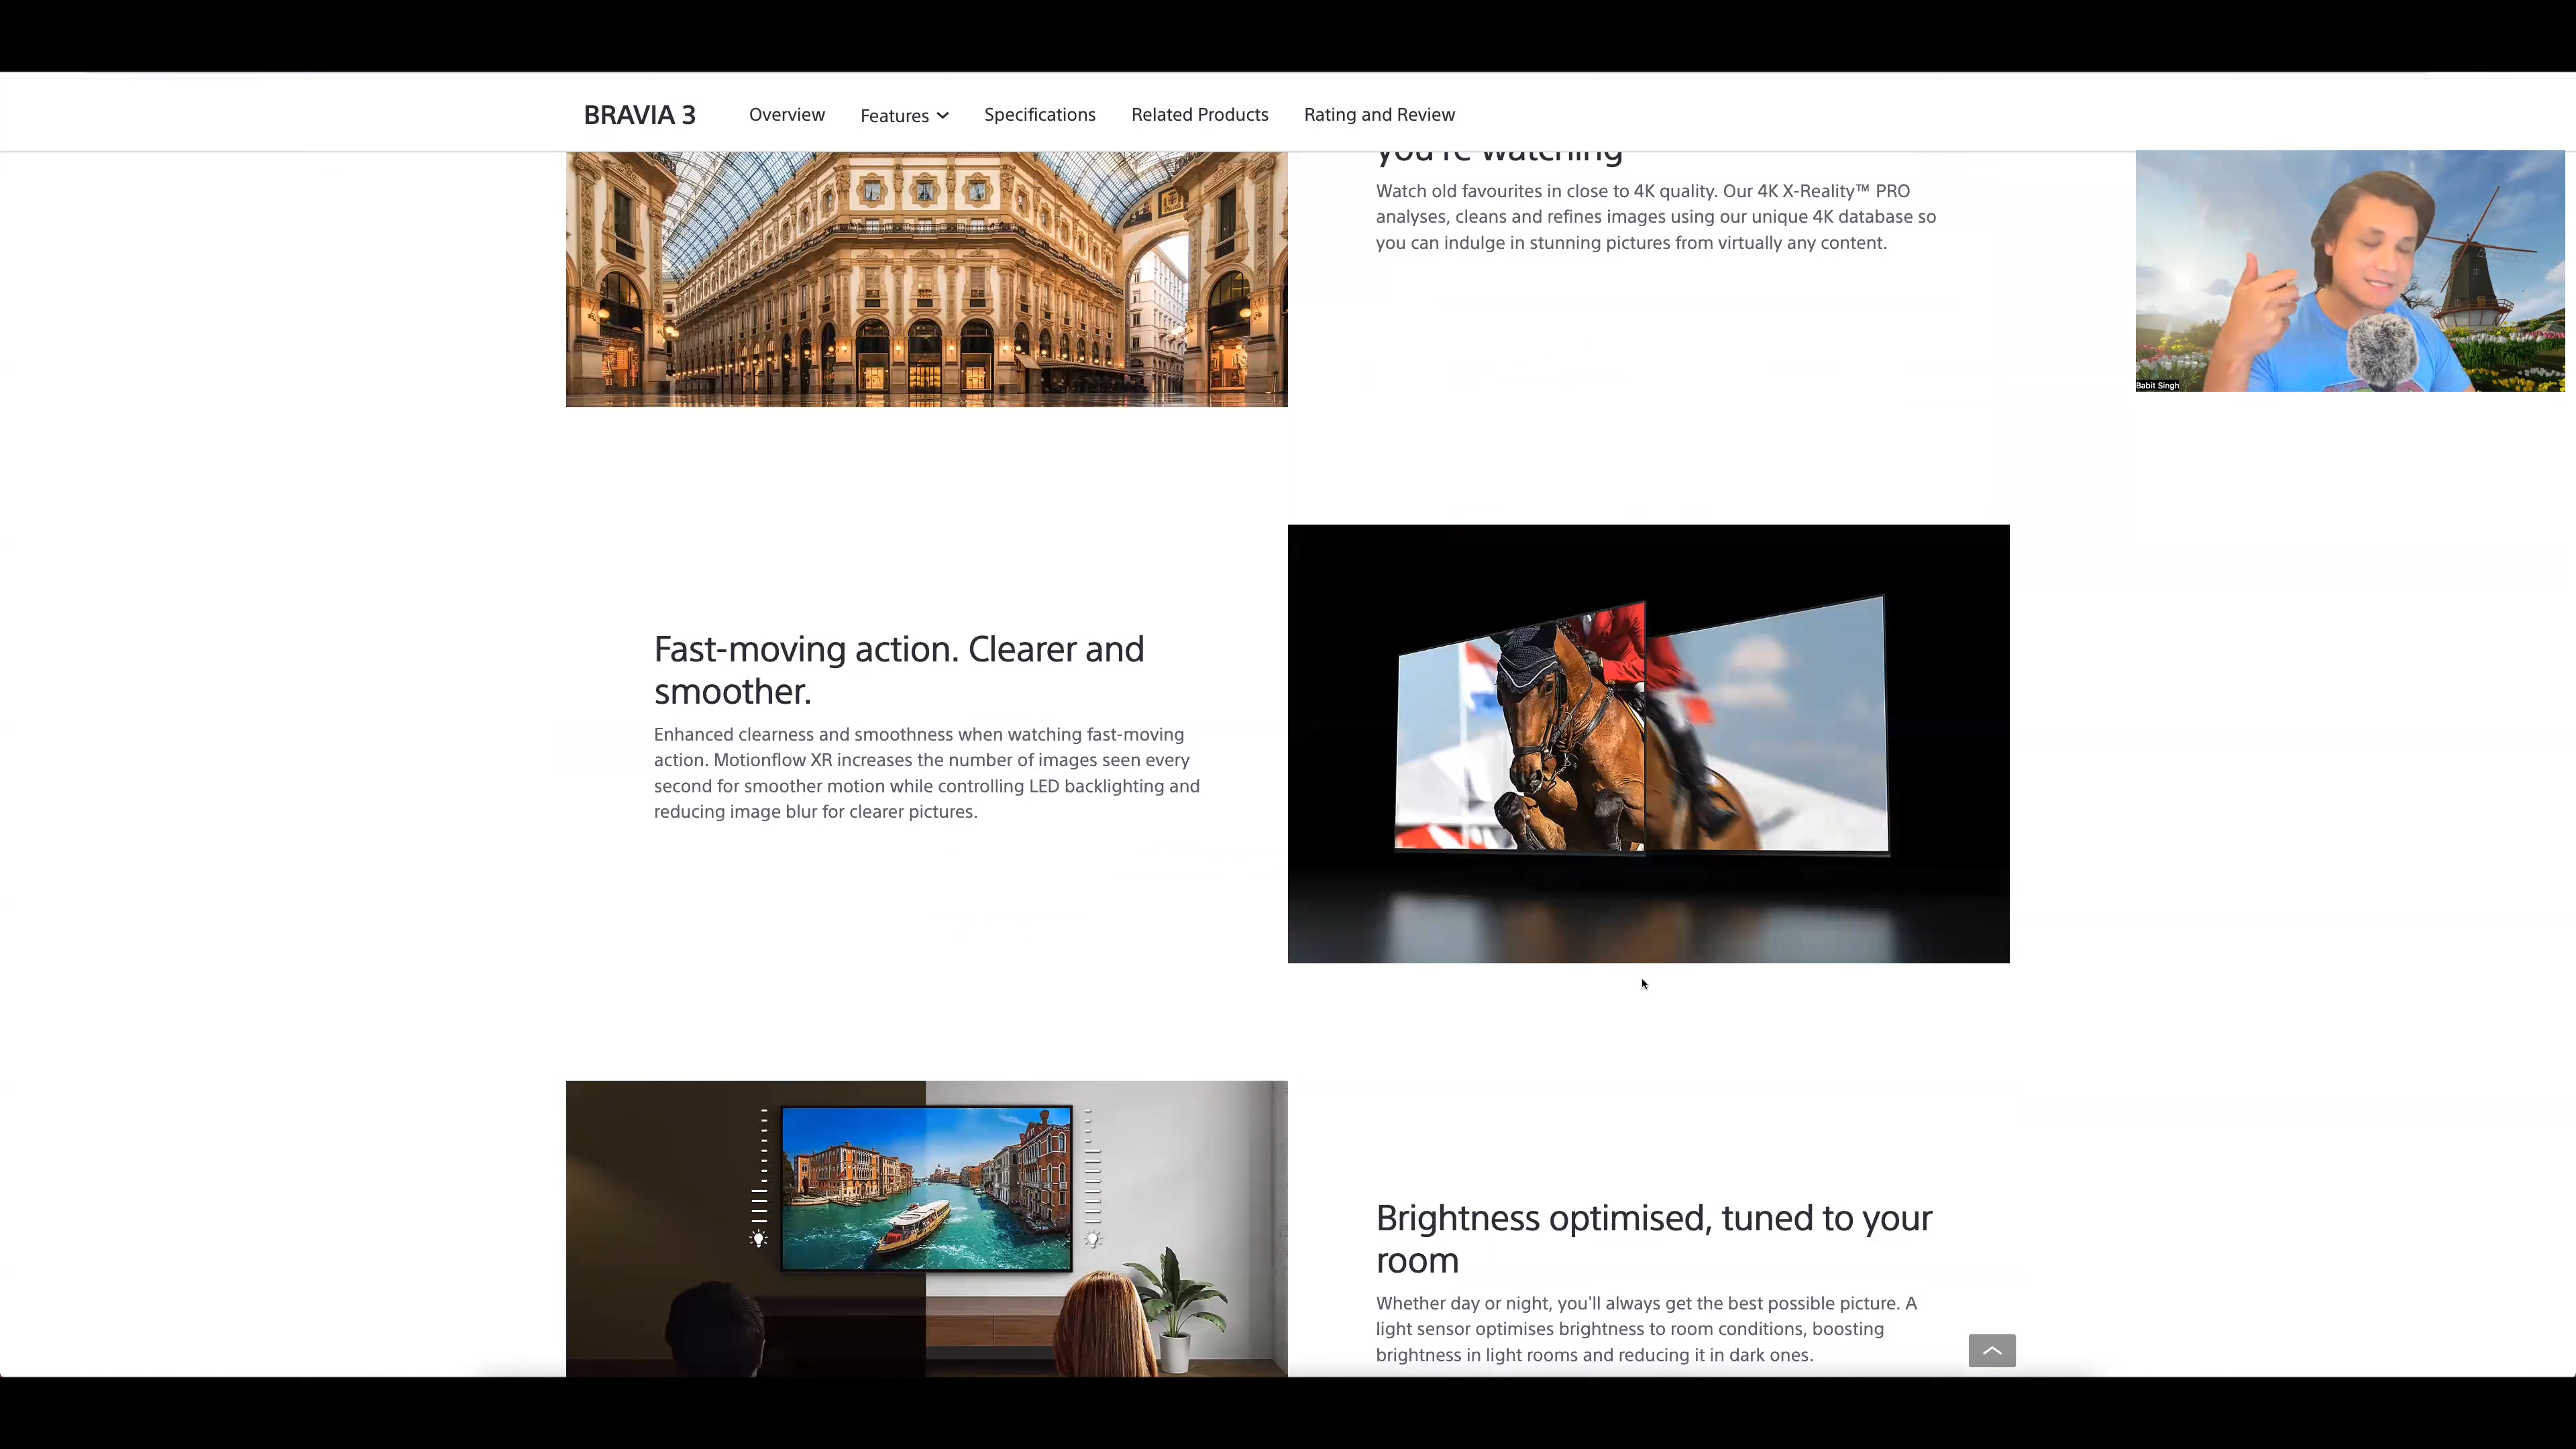 BRAVIA 3
Overview
Features
Specifications
Related Products
Rating and Review
you're watching
Watch old favourites in close to 4K quality. Our 4K X-Reality™ PRO
analyses, cleans and refines images using our unique 4K database so
you can indulge in stunning pictures from virtually any content.
Babit Singh
Fast-moving action. Clearer and
smoother.
Enhanced clearness and smoothness when watching fast-moving
action. Motionflow XR increases the number of images seen every
second for smoother motion while controlling LED backlighting and
reducing image blur for clearer pictures.
Brightness optimised, tuned to your
room
Whether day or night, you'll always get the best possible picture. A
light sensor optimises brightness to room conditions, boosting
brightness in light rooms and reducing it in dark ones.